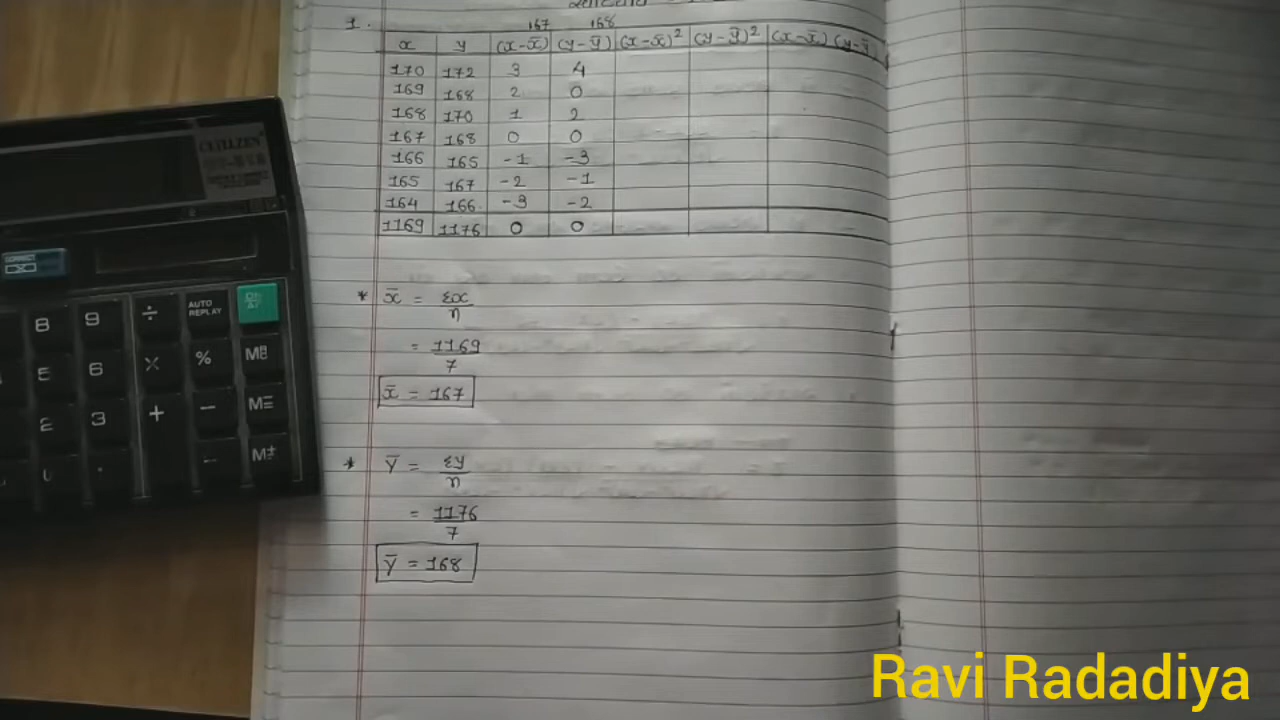 1.
167 168
x y (x-x̄) (y-ȳ) (x-x̄)² (y-ȳ)² (x-x̄) (y-ȳ)
170 172 3 4
169 168 2 0
168 170 1 2
167 168 0 0
166 165 -1 -3
165 167 -2 -1
164 166 -3 -2
1169 1176 0 0
* x̄ = Σx
n
= 1169
7
x̄ = 167
* ȳ = Σy
n
= 1176
7
ȳ = 168
CITIZEN
CORRECT
8 9 ÷ AUTO REPLAY
5 6 × % M
2 3 + - M=
0 . M±
Ravi Radadiya